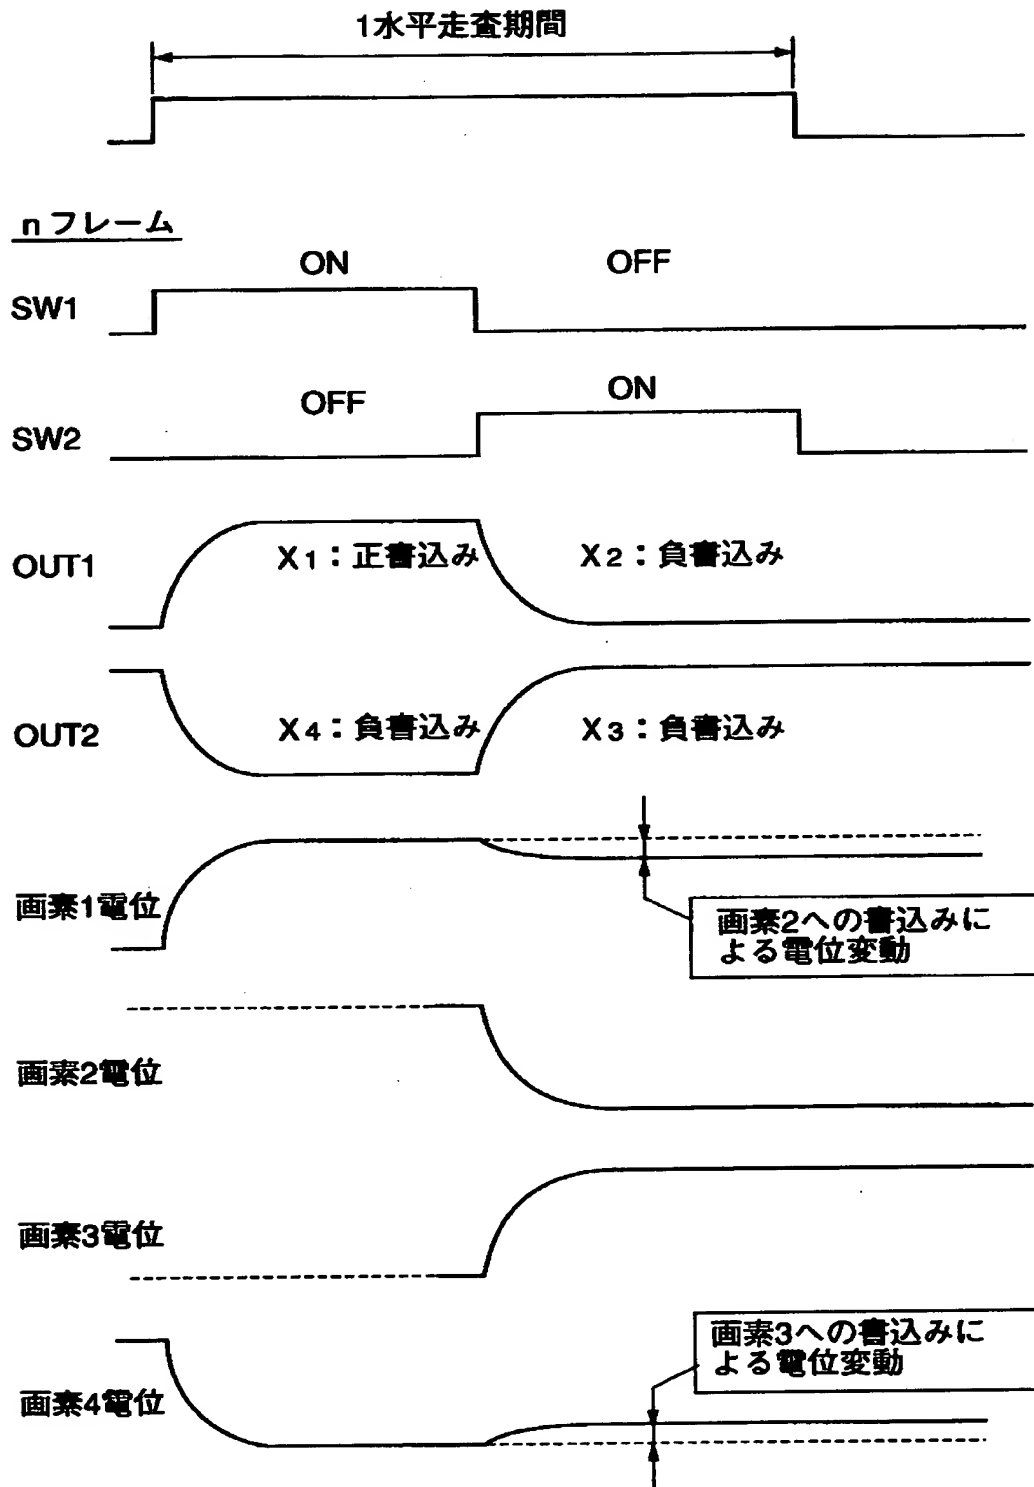 1水平走査期間
nフレーム
ON
OFF
SW1
OFF
ON
SW2
OUT1
X1:正書込み
X2:負書込み
OUT2
X4:負書込み
X3:負書込み
画素1電位
画素2への書込みに
よる電位変動
画素2電位
画素3電位
画素3への書込みに
よる電位変動
画素4電位